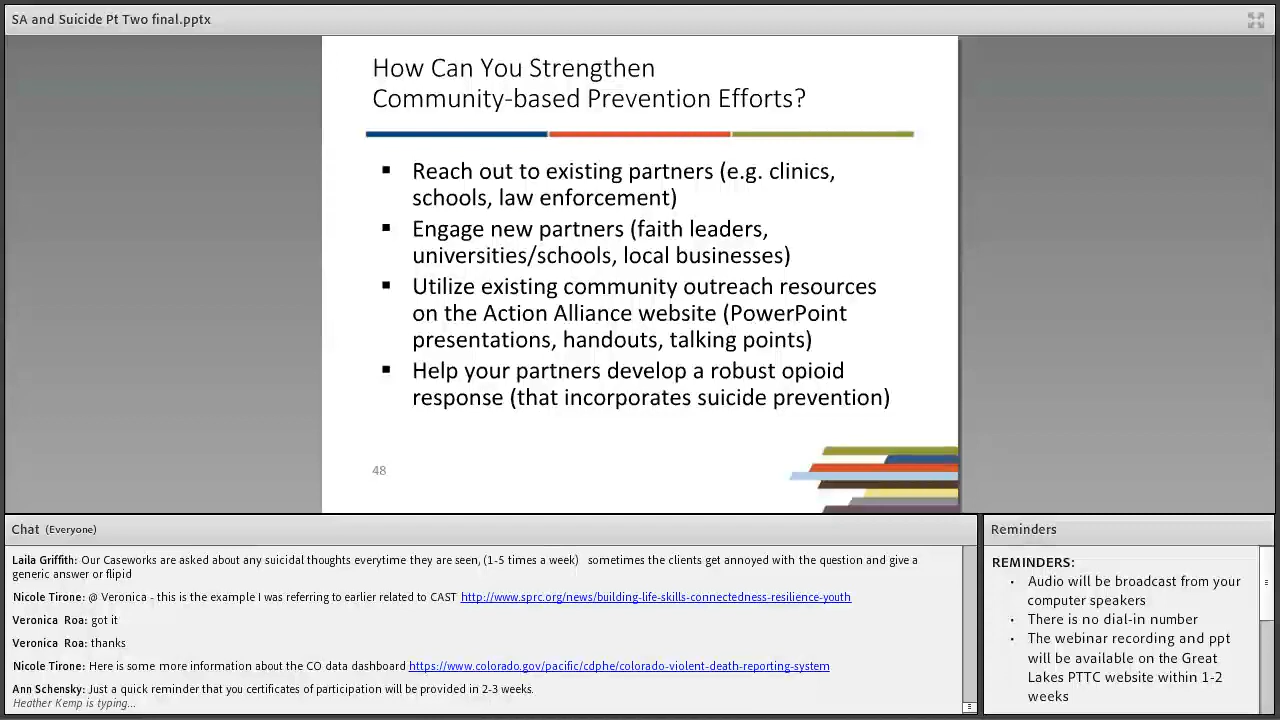 SA and Suicide Pt Two final.pptx
How Can You Strengthen
Community-based Prevention Efforts?
▪ Reach out to existing partners (e.g. clinics,
schools, law enforcement)
▪ Engage new partners (faith leaders,
universities/schools, local businesses)
▪ Utilize existing community outreach resources
on the Action Alliance website (PowerPoint
presentations, handouts, talking points)
▪ Help your partners develop a robust opioid
response (that incorporates suicide prevention)
48
Chat (Everyone)
Laila Griffith: Our Caseworks are asked about any suicidal thoughts everytime they are seen, (1-5 times a week) sometimes the clients get annoyed with the question and give a
generic answer or flipid
Nicole Tirone: @ Veronica - this is the example I was referring to earlier related to CAST http://www.sprc.org/news/building-life-skills-connectedness-resilience-youth
Veronica Roa: got it
Veronica Roa: thanks
Nicole Tirone: Here is some more information about the CO data dashboard https://www.colorado.gov/pacific/cdphe/colorado-violent-death-reporting-system
Ann Schensky: Just a quick reminder that you certificates of participation will be provided in 2-3 weeks.
Heather Kemp is typing...
Reminders
REMINDERS:
• Audio will be broadcast from your
computer speakers
• There is no dial-in number
• The webinar recording and ppt
will be available on the Great
Lakes PTTC website within 1-2
weeks